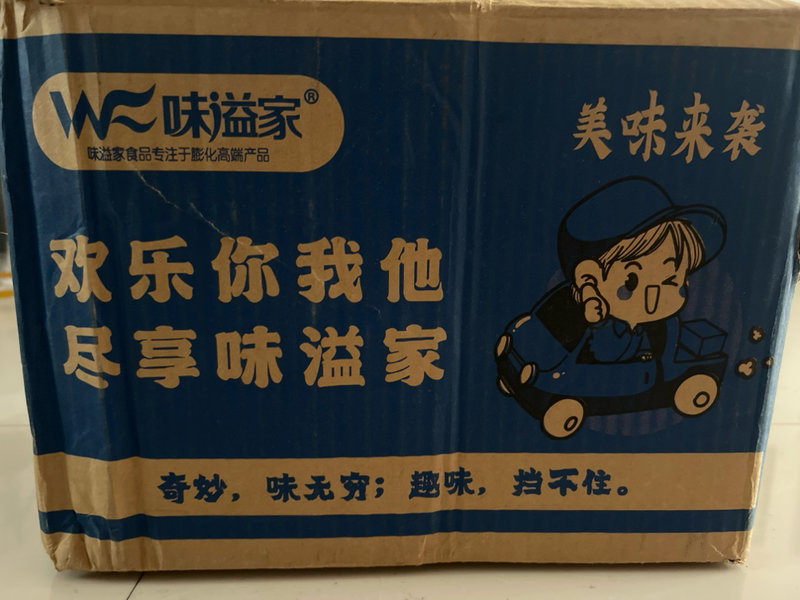 味溢家®
味溢家食品专注于膨化高端产品
美味来袭
欢乐你我他
尽享味溢家
奇妙，味无穷；趣味，挡不住。